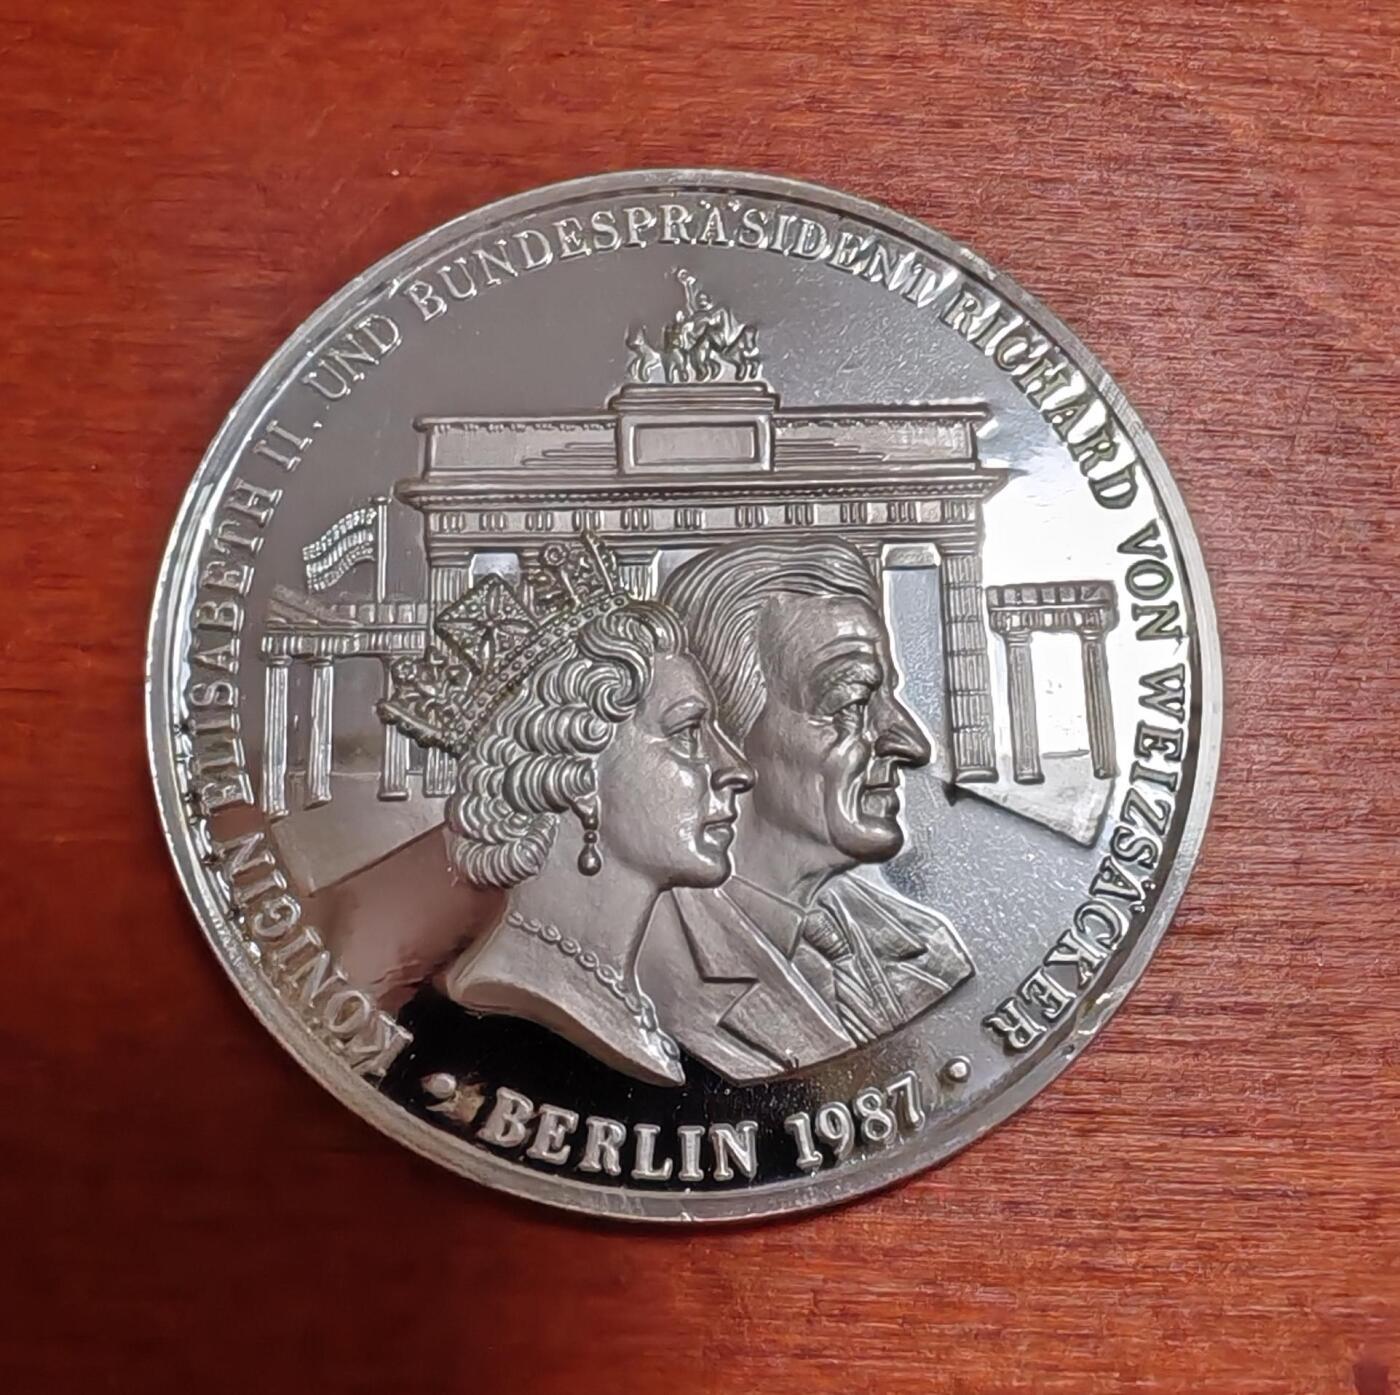 KÖNIGIN ELISABETH II. UND BUNDESPRÄSIDENT RICHARD VON WEIZSÄCKER
• BERLIN 1987 •